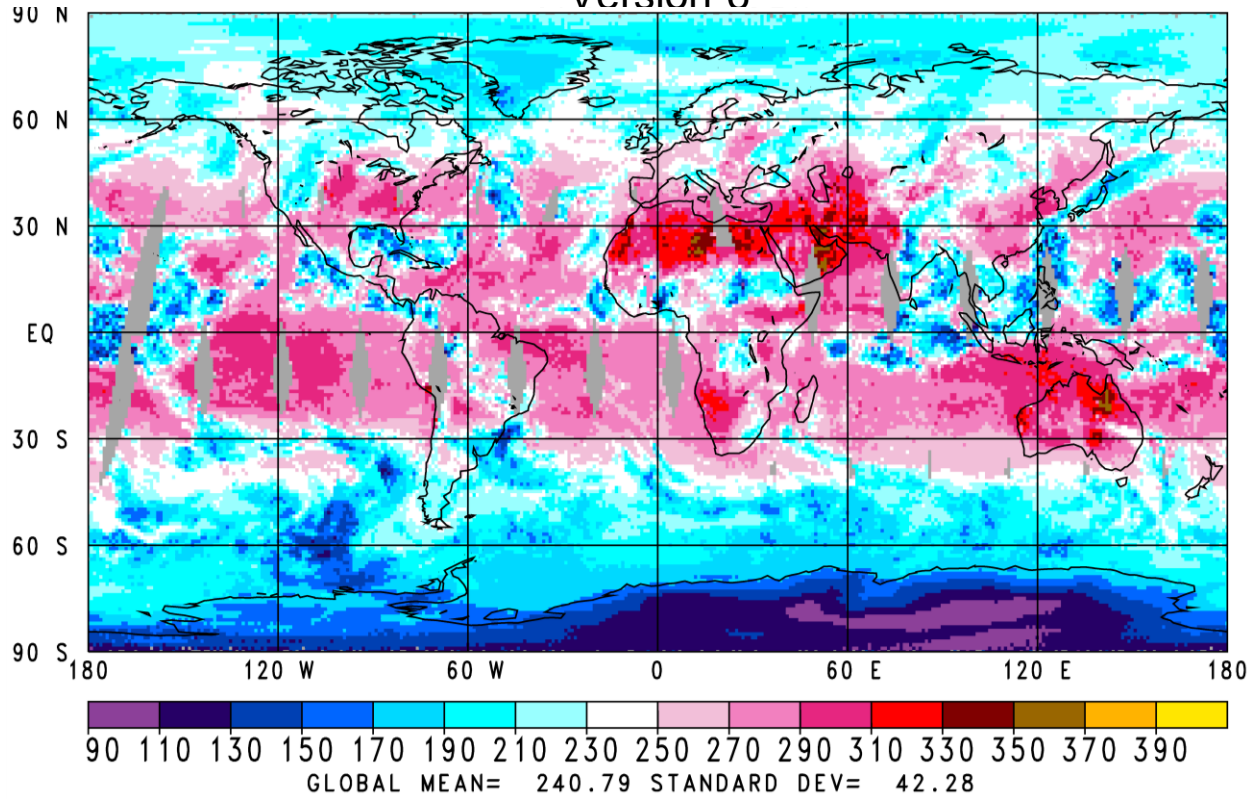 Version 6
90 N
60 N
30 N
EQ
30 S
60 S
90 S
180 120 W 60 W 0 60 E 120 E 180
90 110 130 150 170 190 210 230 250 270 290 310 330 350 370 390
GLOBAL MEAN= 240.79 STANDARD DEV= 42.28